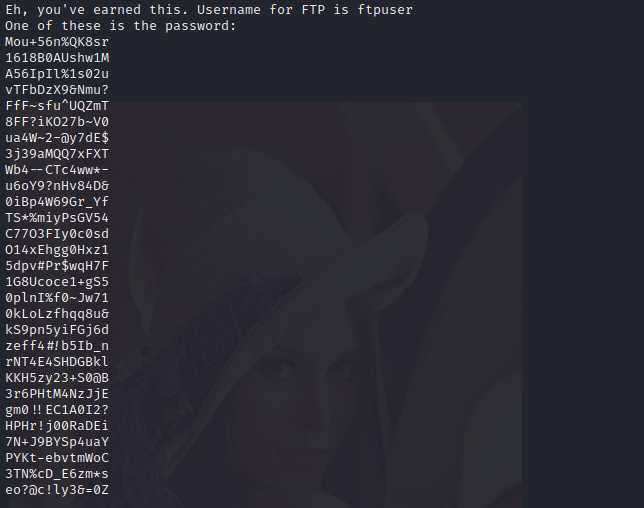 Eh, you've earned this. Username for FTP is ftpuser
One of these is the password:
Mou+56n%QK8sr
1618B0AUshw1M
A56IpIl%1s02u
vTFbDzX9&Nmu?
FfF~sfu^UQZmT
8FF?iKO27b~V0
ua4W~2-@y7dE$
3j39aMQQ7xFXT
Wb4--CTc4ww*-
u6oY9?nHv84D&
0iBp4W69Gr_Yf
TS*%miyPsGV54
C77O3FIy0c0sd
O14xEhgg0Hxz1
5dpv#Pr$wqH7F
1G8Ucoce1+gS5
0plnI%f0~Jw71
0kLoLzfhqq8u&
kS9pn5yiFGj6d
zeff4#!b5Ib_n
rNT4E4SHDGBkl
KKH5zy23+S0@B
3r6PHtM4NzJjE
gm0!!EC1A0I2?
HPHr!j00RaDEi
7N+J9BYSp4uaY
PYKt-ebvtmWoC
3TN%cD_E6zm*s
eo?@c!ly3&=0Z